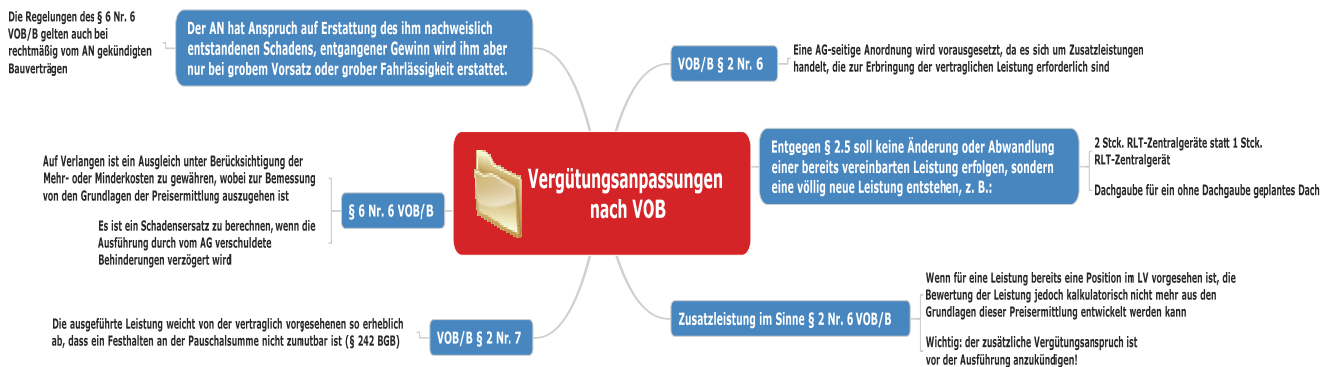 Die Regelungen des § 6 Nr. 6
VOB/B gelten auch bei
rechtmäßig vom AN gekündigten
Bauverträgen
Der AN hat Anspruch auf Erstattung des ihm nachweislich
entstandenen Schadens, entgangener Gewinn wird ihm aber
nur bei grobem Vorsatz oder grober Fahrlässigkeit erstattet.
VOB/B § 2 Nr. 6
Eine AG-seitige Anordnung wird vorausgesetzt, da es sich um Zusatzleistungen
handelt, die zur Erbringung der vertraglichen Leistung erforderlich sind
Auf Verlangen ist ein Ausgleich unter Berücksichtigung der
Mehr- oder Minderkosten zu gewähren, wobei zur Bemessung
von den Grundlagen der Preisermittlung auszugehen ist
Es ist ein Schadensersatz zu berechnen, wenn die
Ausführung durch vom AG verschuldete
Behinderungen verzögert wird
§ 6 Nr. 6 VOB/B
Vergütungsanpassungen
nach VOB
Entgegen § 2.5 soll keine Änderung oder Abwandlung
einer bereits vereinbarten Leistung erfolgen, sondern
eine völlig neue Leistung entstehen, z. B.:
2 Stck. RLT-Zentralgeräte statt 1 Stck.
RLT-Zentralgerät
Dachgaube für ein ohne Dachgaube geplantes Dach
Die ausgeführte Leistung weicht von der vertraglich vorgesehenen so erheblich
ab, dass ein Festhalten an der Pauschalsumme nicht zumutbar ist (§ 242 BGB)
VOB/B § 2 Nr. 7
Zusatzleistung im Sinne § 2 Nr. 6 VOB/B
Wenn für eine Leistung bereits eine Position im LV vorgesehen ist, die
Bewertung der Leistung jedoch kalkulatorisch nicht mehr aus den
Grundlagen dieser Preisermittlung entwickelt werden kann
Wichtig: der zusätzliche Vergütungsanspruch ist
vor der Ausführung anzukündigen!